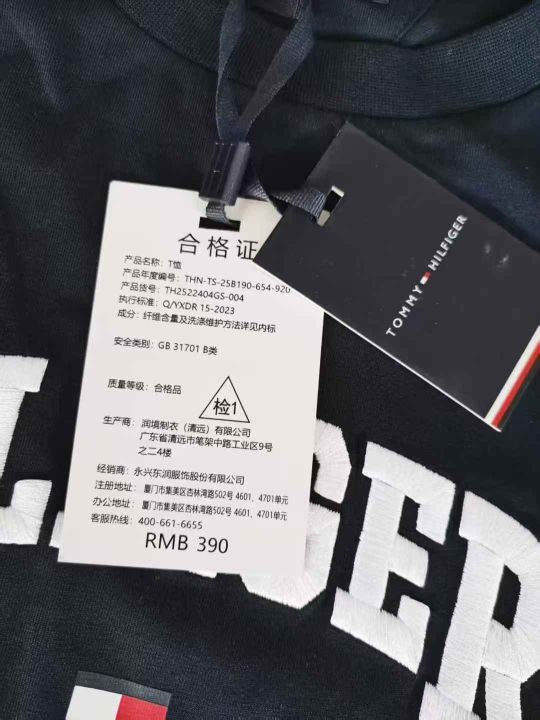 合格证
产品名称：T恤
产品年度编号：THN-TS-25B190-654-920
产品货号：TH2522404GS-004
执行标准：Q/YXDR 15-2023
成分：纤维含量及洗涤维护方法详见内标
安全类别：GB 31701 B类
质量等级：合格品
检1
生产商：润境制衣（清远）有限公司
广东省清远市笔架中路工业区9号
之二4楼
经销商：永兴东润服饰股份有限公司
注册地址：厦门市集美区杏林湾路502号 4601、4701单元
办公地址：厦门市集美区杏林湾路502号 4601、4701单元
客服热线：400-661-6655
RMB 390
TOMMY HILFIGER
GER